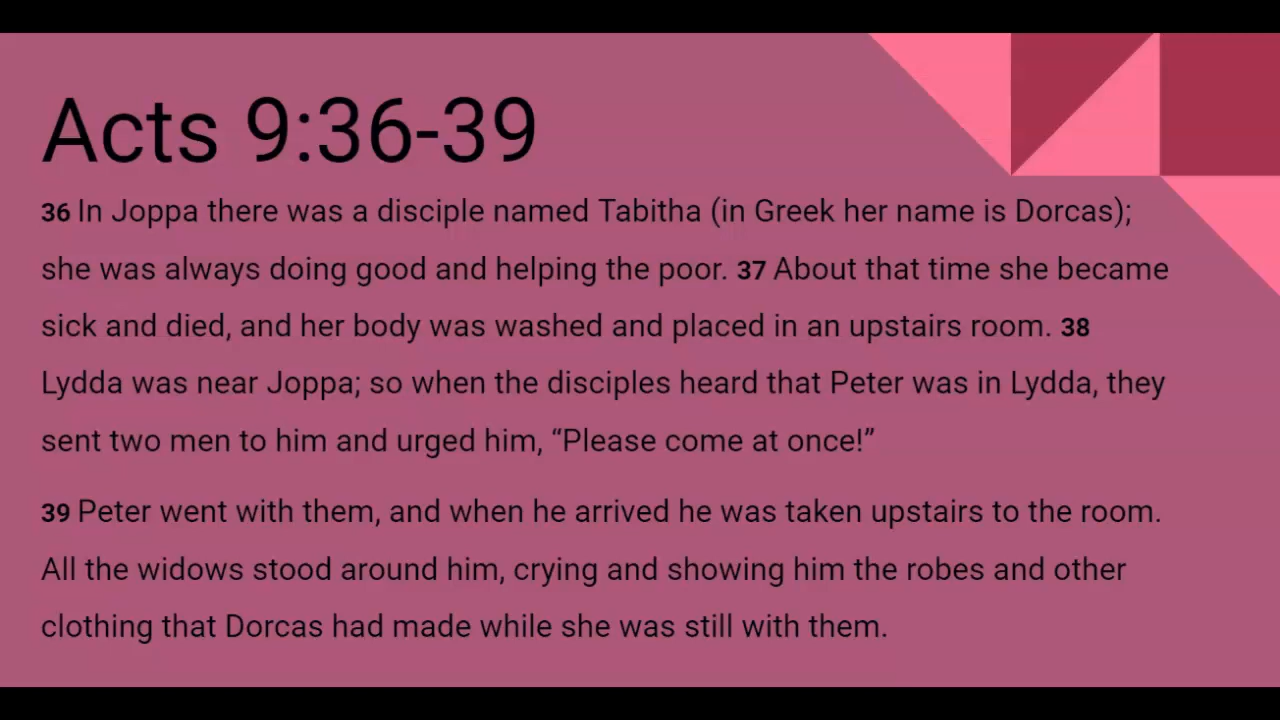 Acts 9:36-39
36 In Joppa there was a disciple named Tabitha (in Greek her name is Dorcas);
she was always doing good and helping the poor. 37 About that time she became
sick and died, and her body was washed and placed in an upstairs room. 38
Lydda was near Joppa; so when the disciples heard that Peter was in Lydda, they
sent two men to him and urged him, “Please come at once!”
39 Peter went with them, and when he arrived he was taken upstairs to the room.
All the widows stood around him, crying and showing him the robes and other
clothing that Dorcas had made while she was still with them.